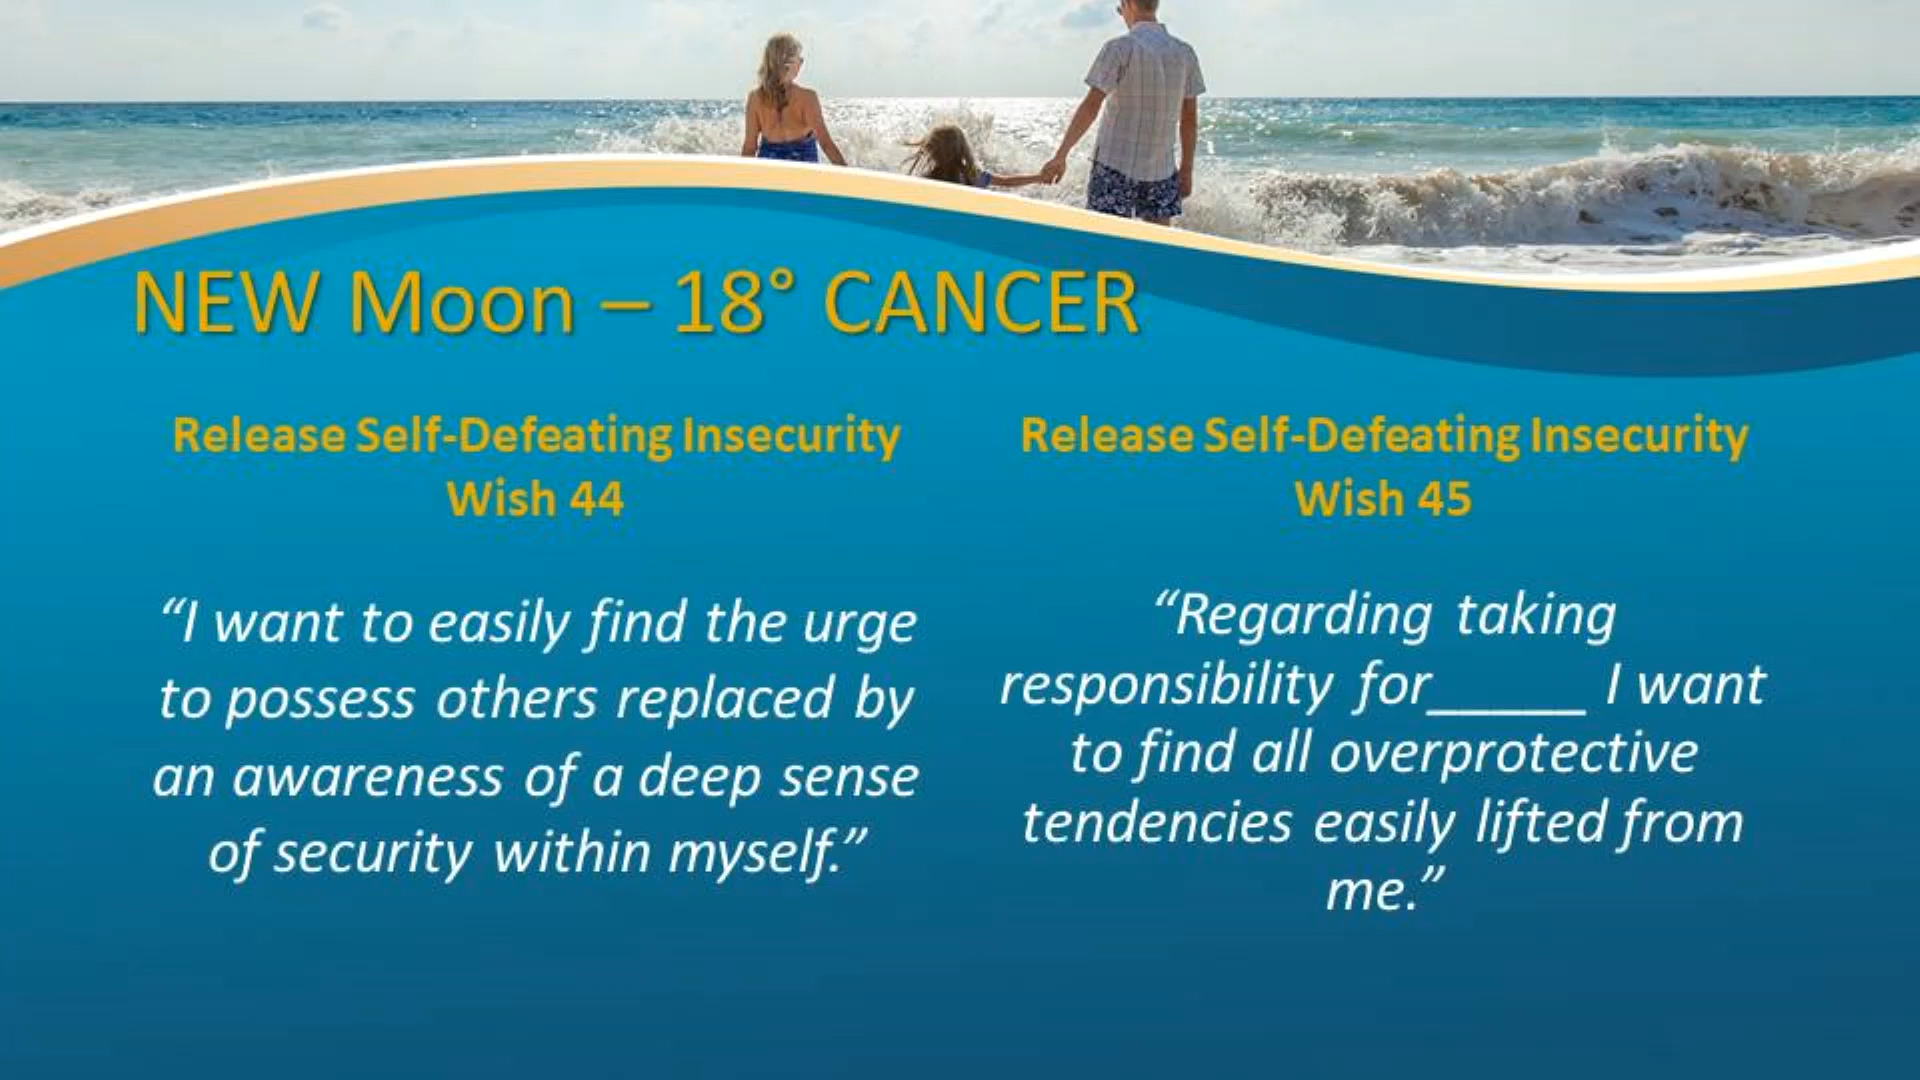 NEW Moon – 18° CANCER
Release Self-Defeating Insecurity
Wish 44
“I want to easily find the urge
to possess others replaced by
an awareness of a deep sense
of security within myself.”
Release Self-Defeating Insecurity
Wish 45
“Regarding taking
responsibility for_____ I want
to find all overprotective
tendencies easily lifted from
me.”